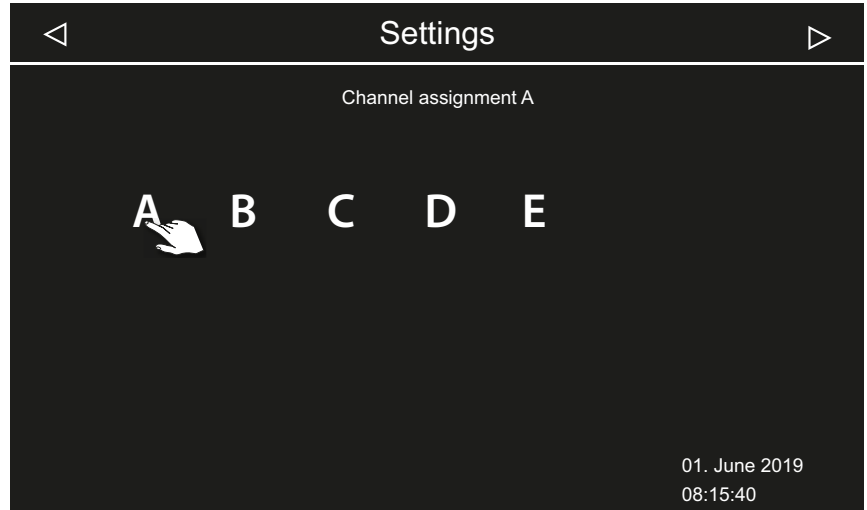 Settings
Channel assignment A
A B C D E
01. June 2019
08:15:40